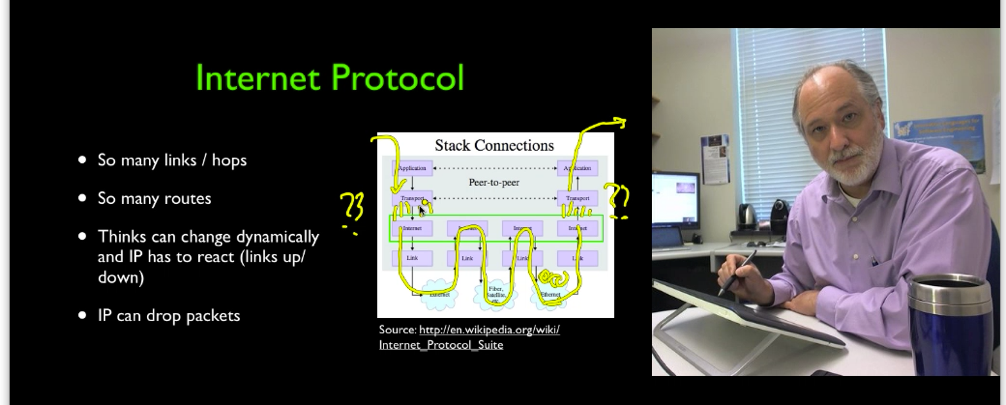 Internet Protocol
So many links / hops
So many routes
Thinks can change dynamically
and IP has to react (links up/
down)
IP can drop packets
Stack Connections
Application
Application
Peer-to-peer
Transport
Transport
Internet
Internet
Internet
Link
Link
Link
Link
Ethernet
Fiber,
Satellite,
etc.
Ethernet
??
??
Source: http://en.wikipedia.org/wiki/
Internet_Protocol_Suite